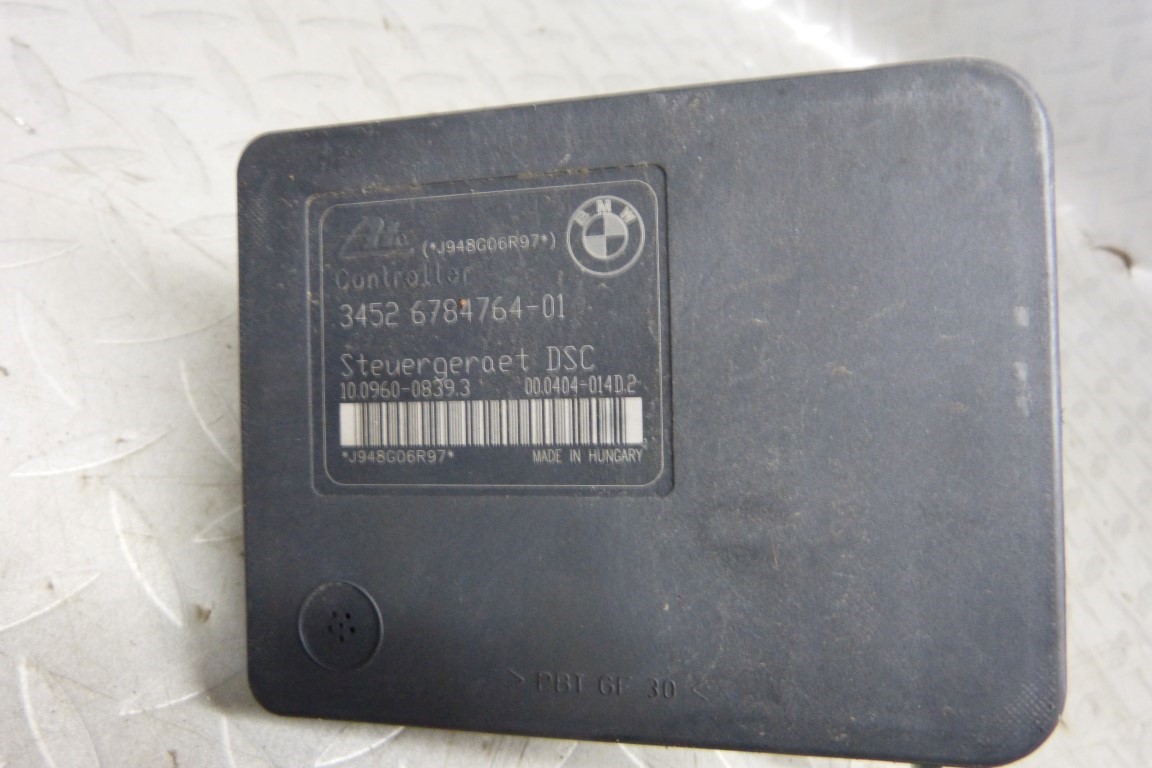 Ate (*J948G06R97*) BMW
Controller
3452 6784764-01
Steuergeraet DSC
10.0960-0839.3 00.0404-014D.2
*J948G06R97* MADE IN HUNGARY
>PBT GF 30<